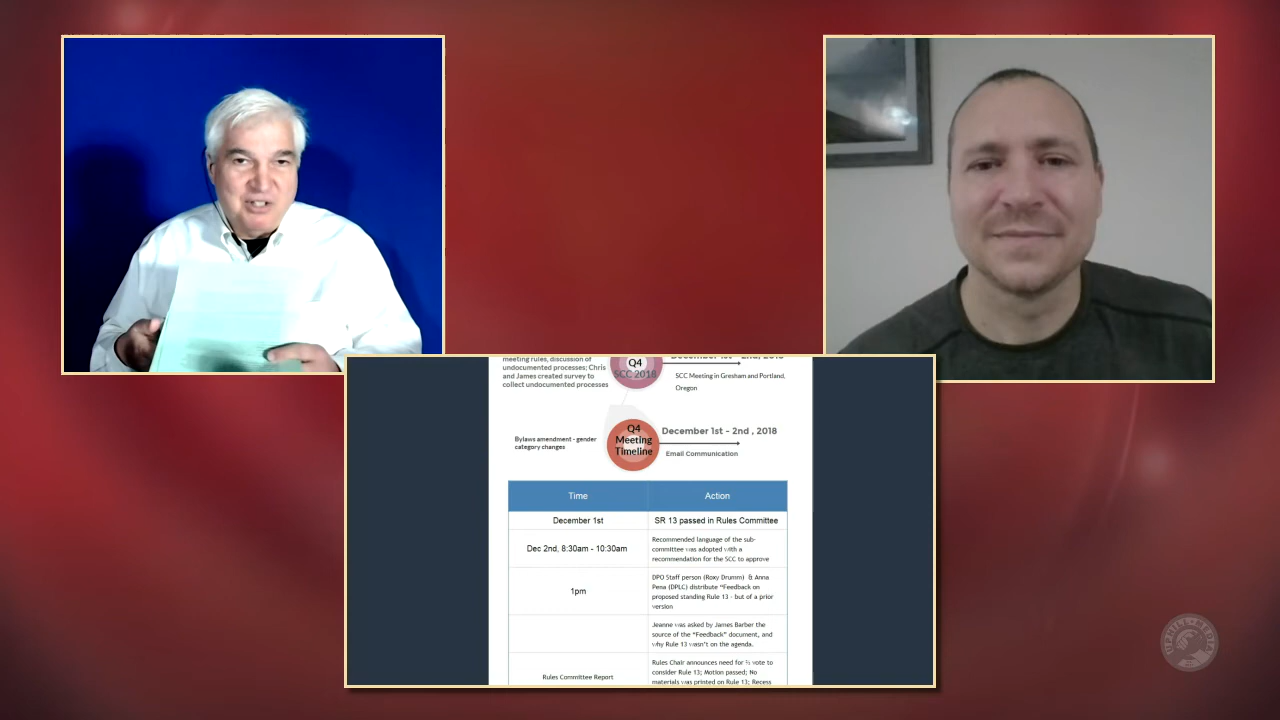 meeting rules, discussion of
undocumented processes; Chris
and James created survey to
collect undocumented processes
Q4
SCC 2018
December 1st - 2nd, 2018
SCC Meeting in Gresham and Portland,
Oregon
Bylaws amendment - gender
category changes
Q4
Meeting
Timeline
December 1st - 2nd , 2018
Email Communication
Time
Action
December 1st
SR 13 passed in Rules Committee
Dec 2nd, 8:30am - 10:30am
Recommended language of the sub-
committee was adopted with a
recommendation for the SCC to approve
1pm
DPO Staff person (Roxy Drumm) & Anna
Pena (DPLC) distribute “Feedback on
proposed standing Rule 13 - but of a prior
version
Jeanne was asked by James Barber the
source of the “Feedback” document, and
why Rule 13 wasn’t on the agenda.
Rules Committee Report
Rules Chair announces need for ⅔ vote to
consider Rule 13; Motion passed; No
materials was printed on Rule 13; Recess